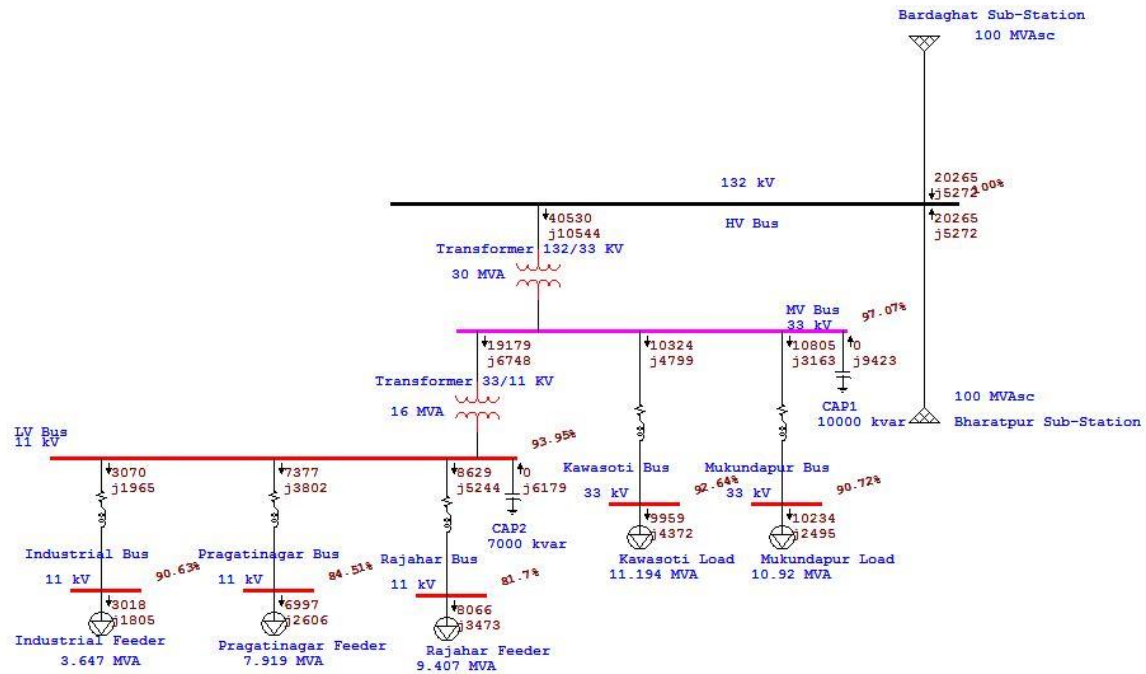 Bardaghat Sub-Station
100 MVAsc
132 kV
20265
j5272
100%
HV Bus
20265
j5272
40530
j10544
Transformer 132/33 KV
30 MVA
MV Bus
33 kV
97.07%
19179
j6748
10324
j4799
10805
j3163
0
j9423
Transformer 33/11 KV
16 MVA
CAP1
10000 kvar
100 MVAsc
Bharatpur Sub-Station
LV Bus
11 kV
93.95%
3070
j1965
7377
j3802
8629
j5244
0
j6179
CAP2
7000 kvar
Kawasoti Bus
33 kV
92.64%
Mukundapur Bus
33 kV
90.72%
9959
j4372
Kawasoti Load
11.194 MVA
10234
j2495
Mukundapur Load
10.92 MVA
Industrial Bus
11 kV
90.63%
Pragatinagar Bus
11 kV
84.51%
Rajahar Bus
11 kV
81.7%
3018
j1805
Industrial Feeder
3.647 MVA
6997
j2606
Pragatinagar Feeder
7.919 MVA
8066
j3473
Rajahar Feeder
9.407 MVA